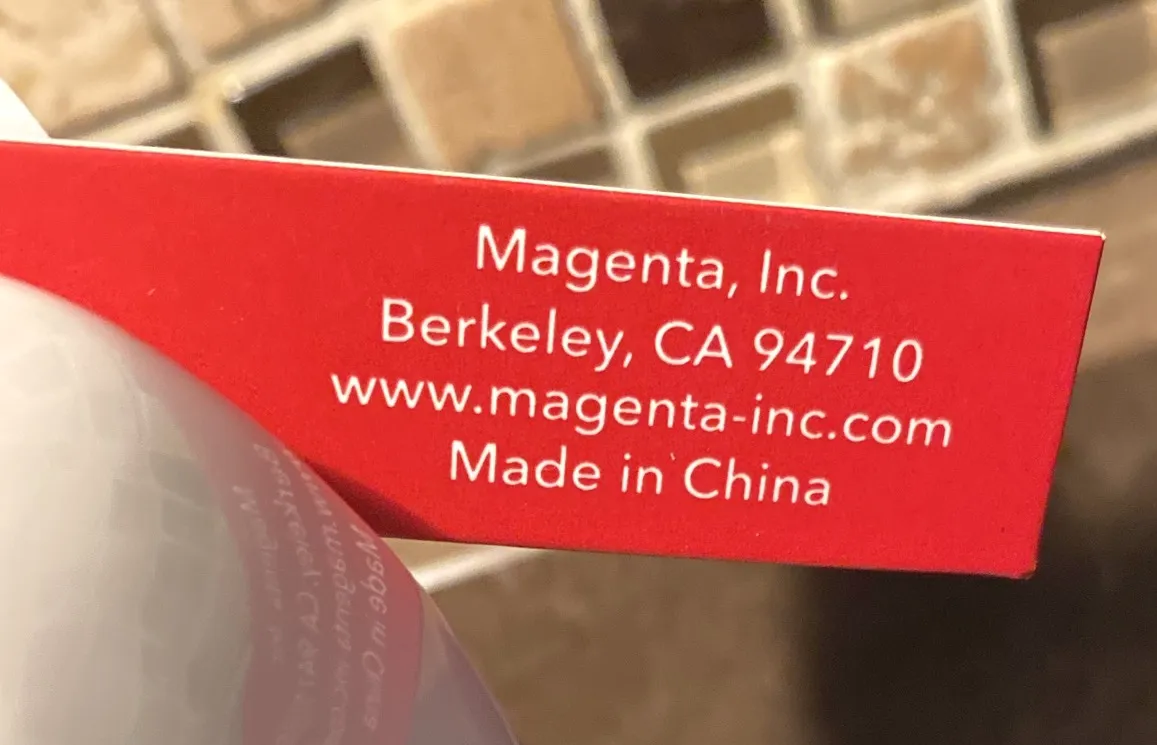 Magenta, Inc.
Berkeley, CA 94710
www.magenta-inc.com
Made in China